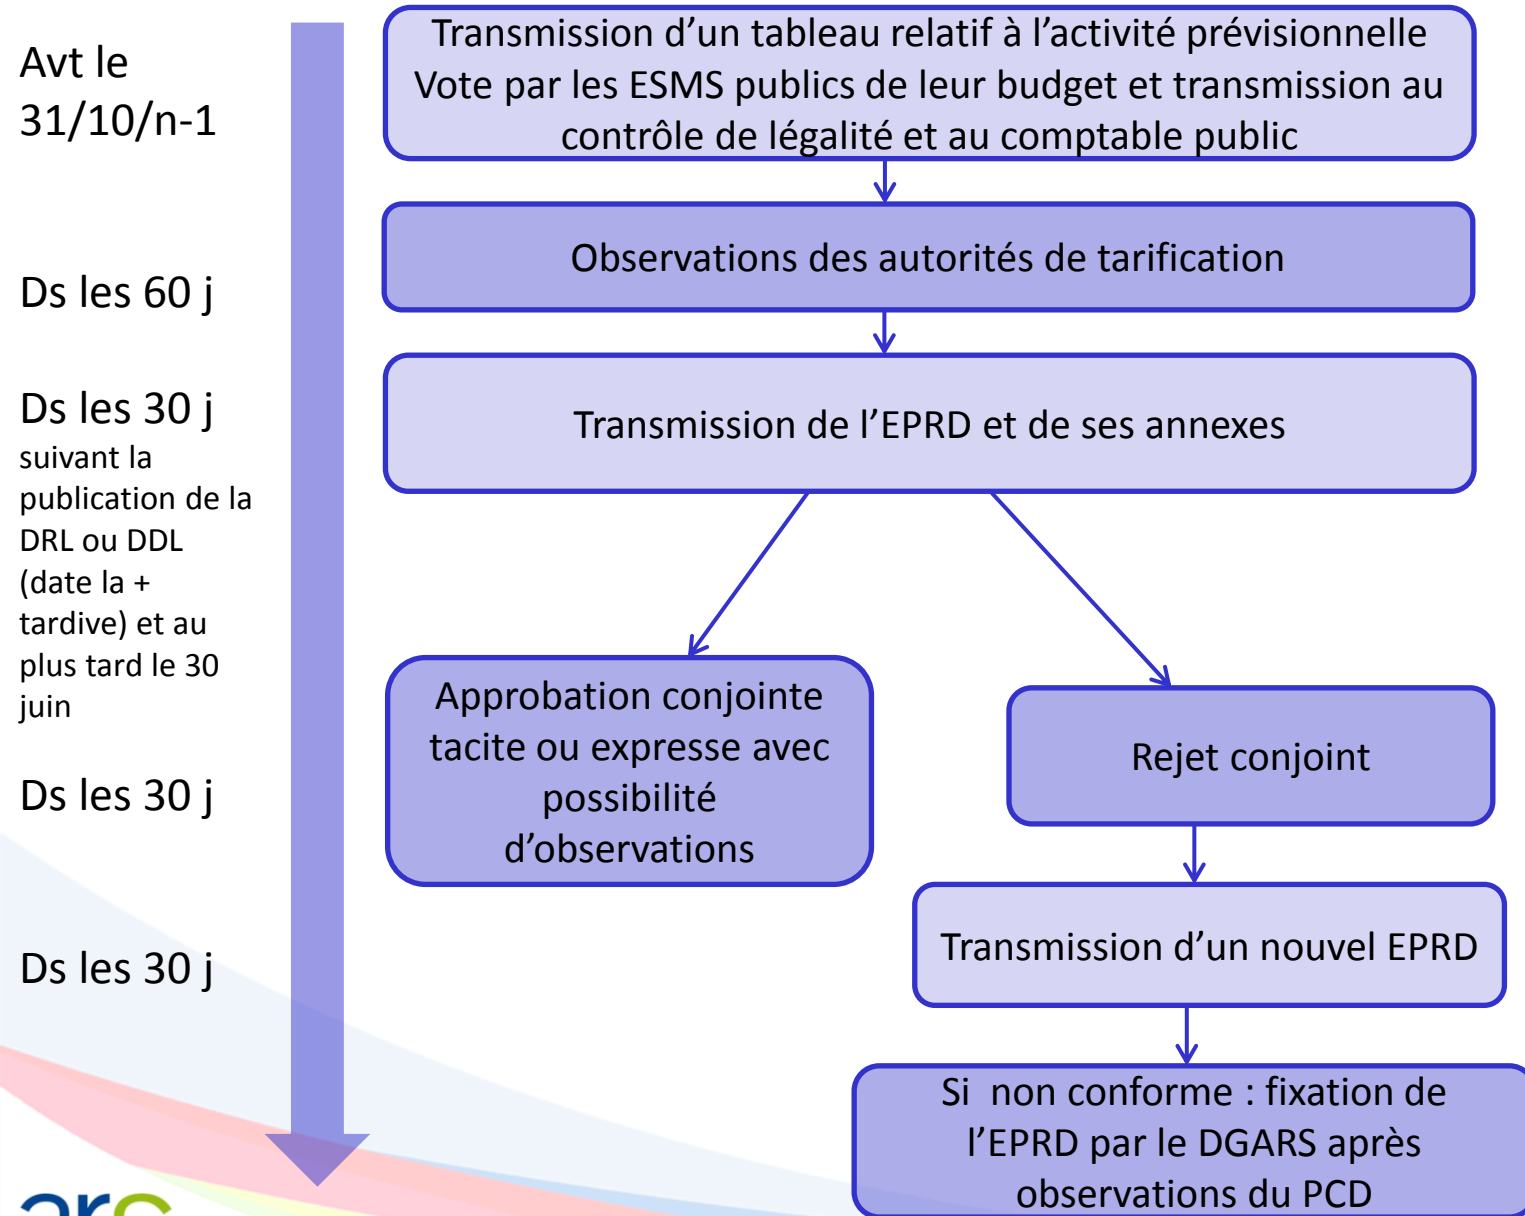 Avt le
31/10/n-1
Transmission d’un tableau relatif à l’activité prévisionnelle
Vote par les ESMS publics de leur budget et transmission au
contrôle de légalité et au comptable public
Ds les 60 j
Observations des autorités de tarification
Ds les 30 j
suivant la
publication de la
DRL ou DDL
(date la +
tardive) et au
plus tard le 30
juin
Transmission de l’EPRD et de ses annexes
Ds les 30 j
Approbation conjointe
tacite ou expresse avec
possibilité
d’observations
Rejet conjoint
Ds les 30 j
Transmission d’un nouvel EPRD
Si  non conforme : fixation de
l’EPRD par le DGARS après
observations du PCD
ars